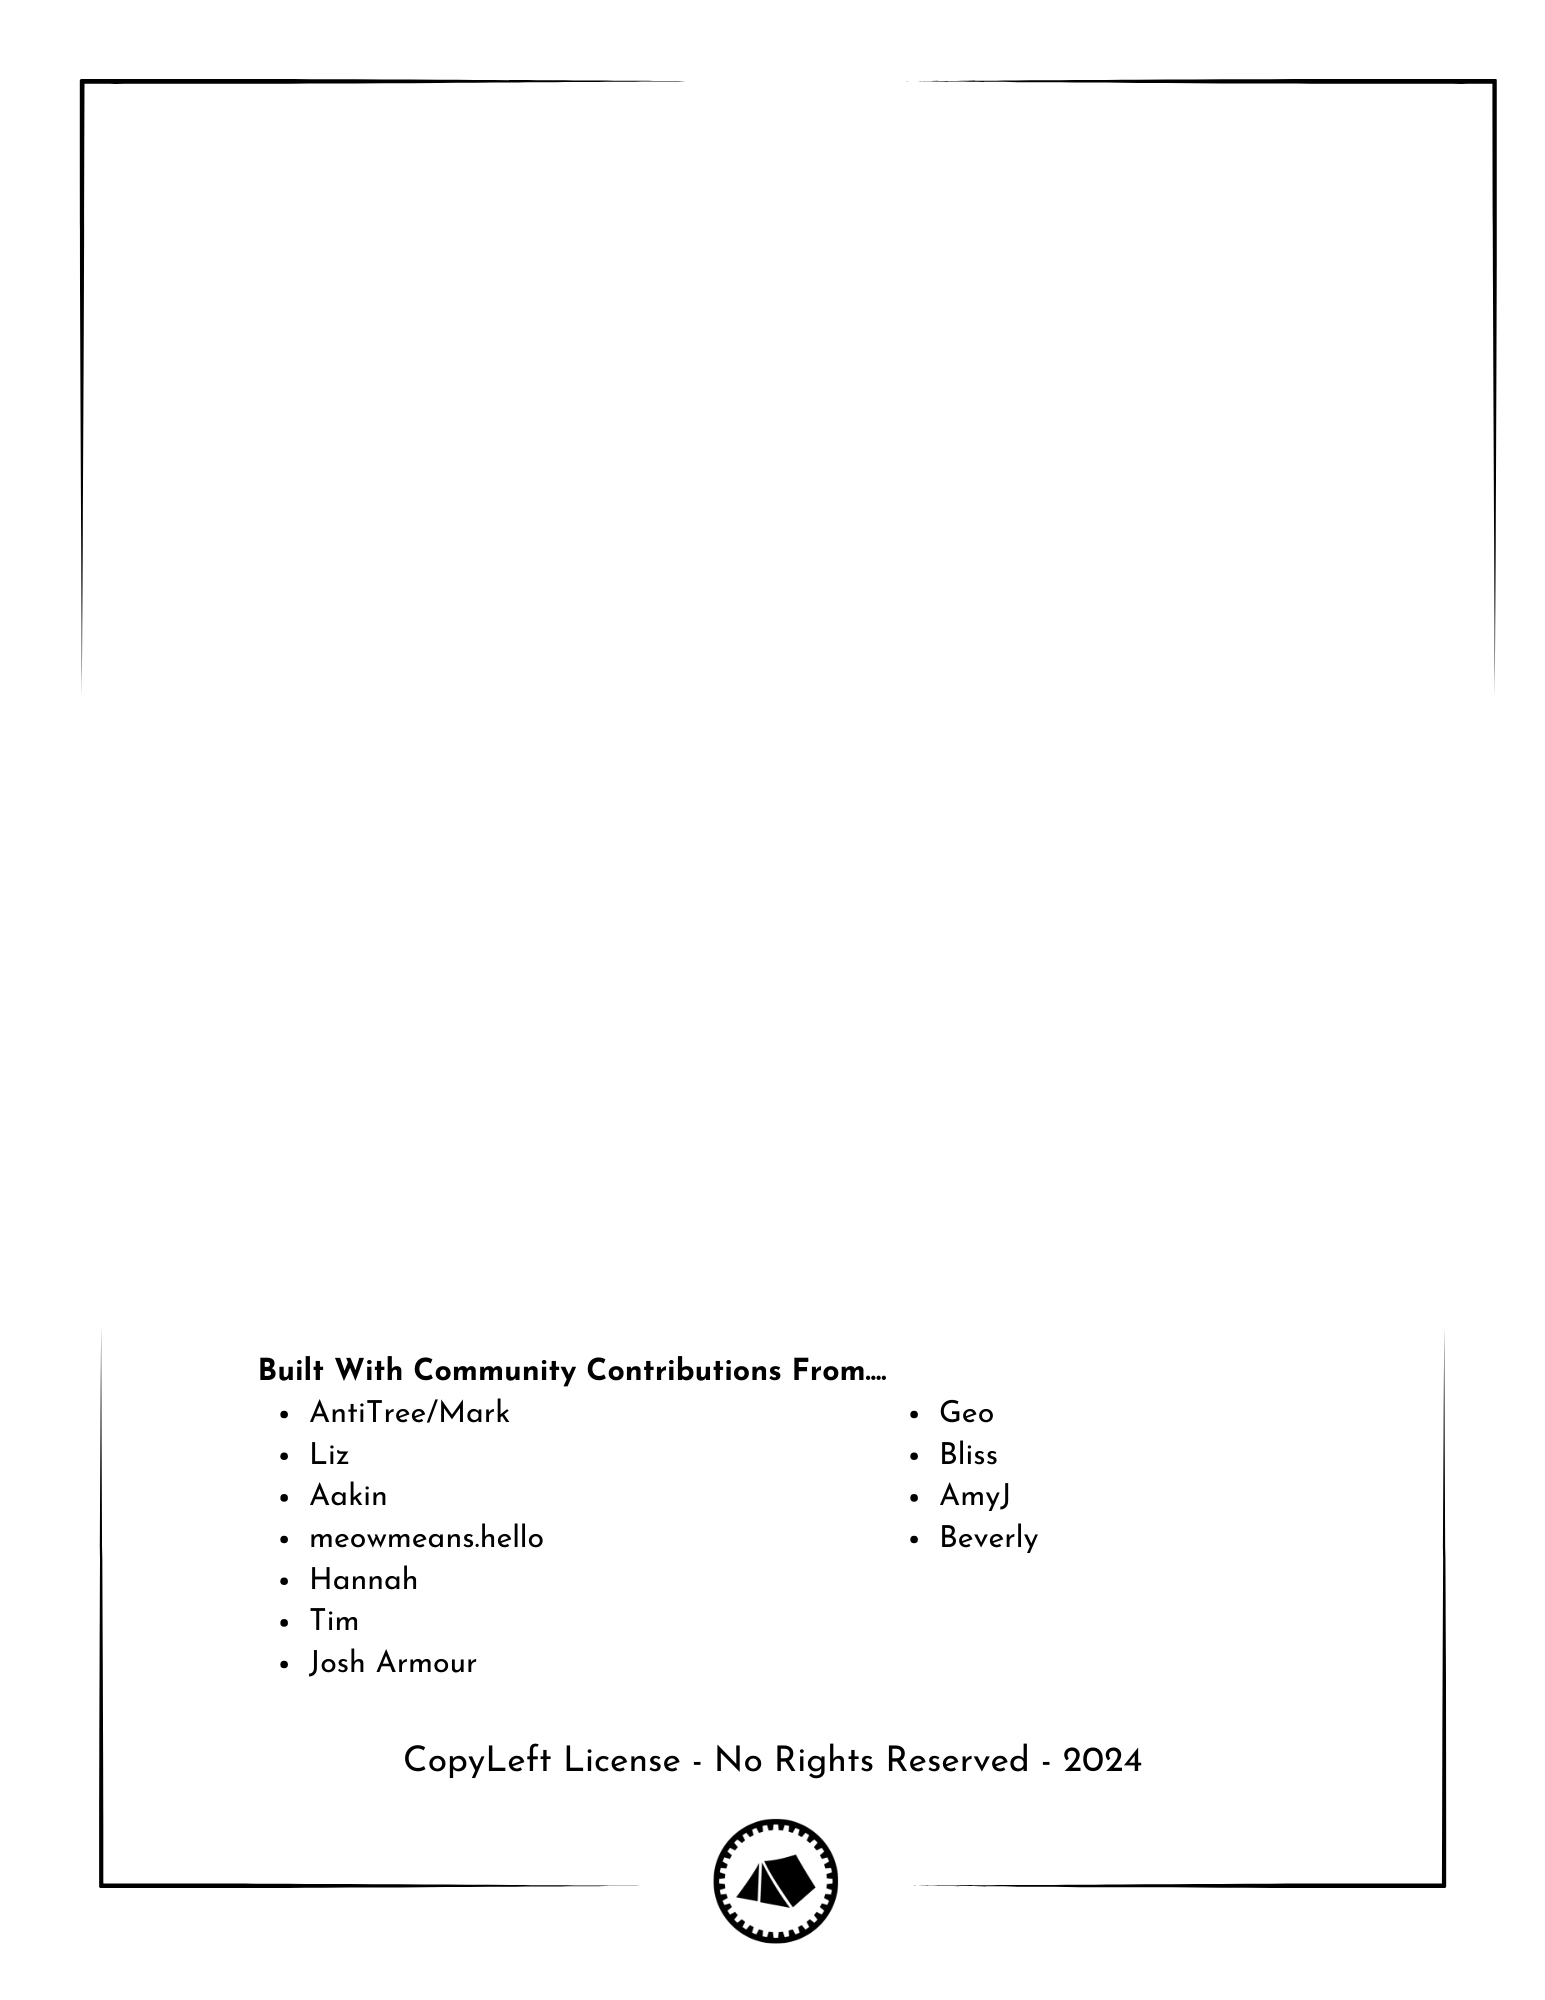 Built With Community Contributions From....
• AntiTree/Mark
• Liz
• Aakin
• meowmeans.hello
• Hannah
• Tim
• Josh Armour
• Geo
• Bliss
• AmyJ
• Beverly
CopyLeft License - No Rights Reserved - 2024